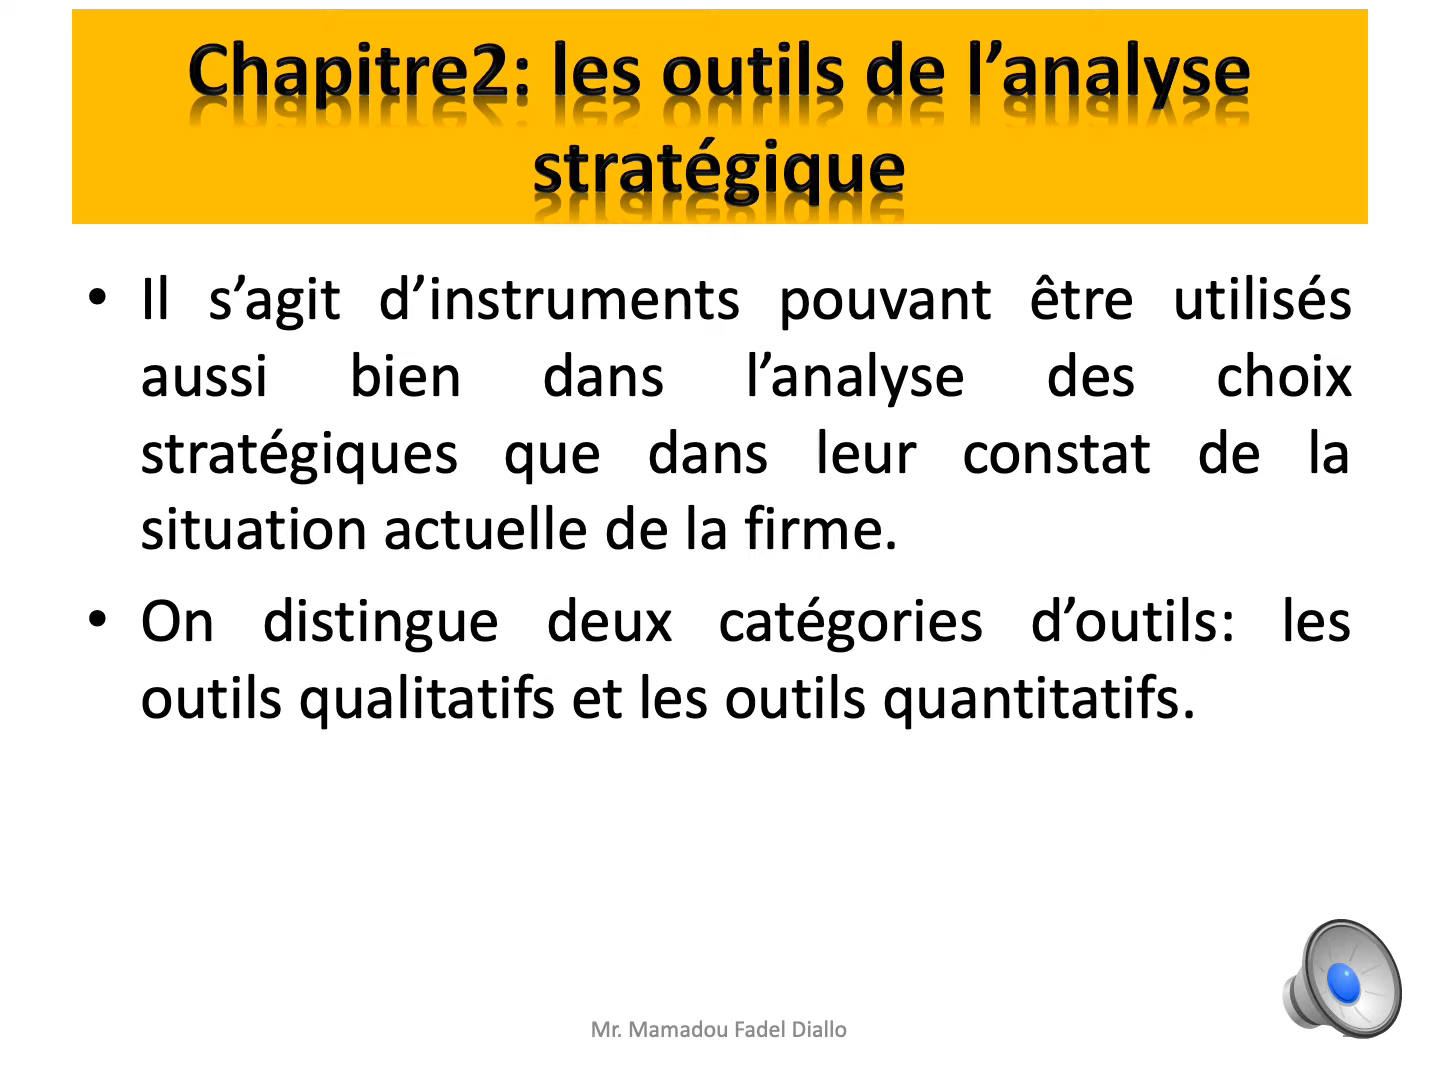 Chapitre2: les outils de l’analyse
stratégique
• Il s’agit d’instruments pouvant être utilisés
aussi bien dans l’analyse des choix
stratégiques que dans leur constat de la
situation actuelle de la firme.
• On distingue deux catégories d’outils: les
outils qualitatifs et les outils quantitatifs.
Mr. Mamadou Fadel Diallo